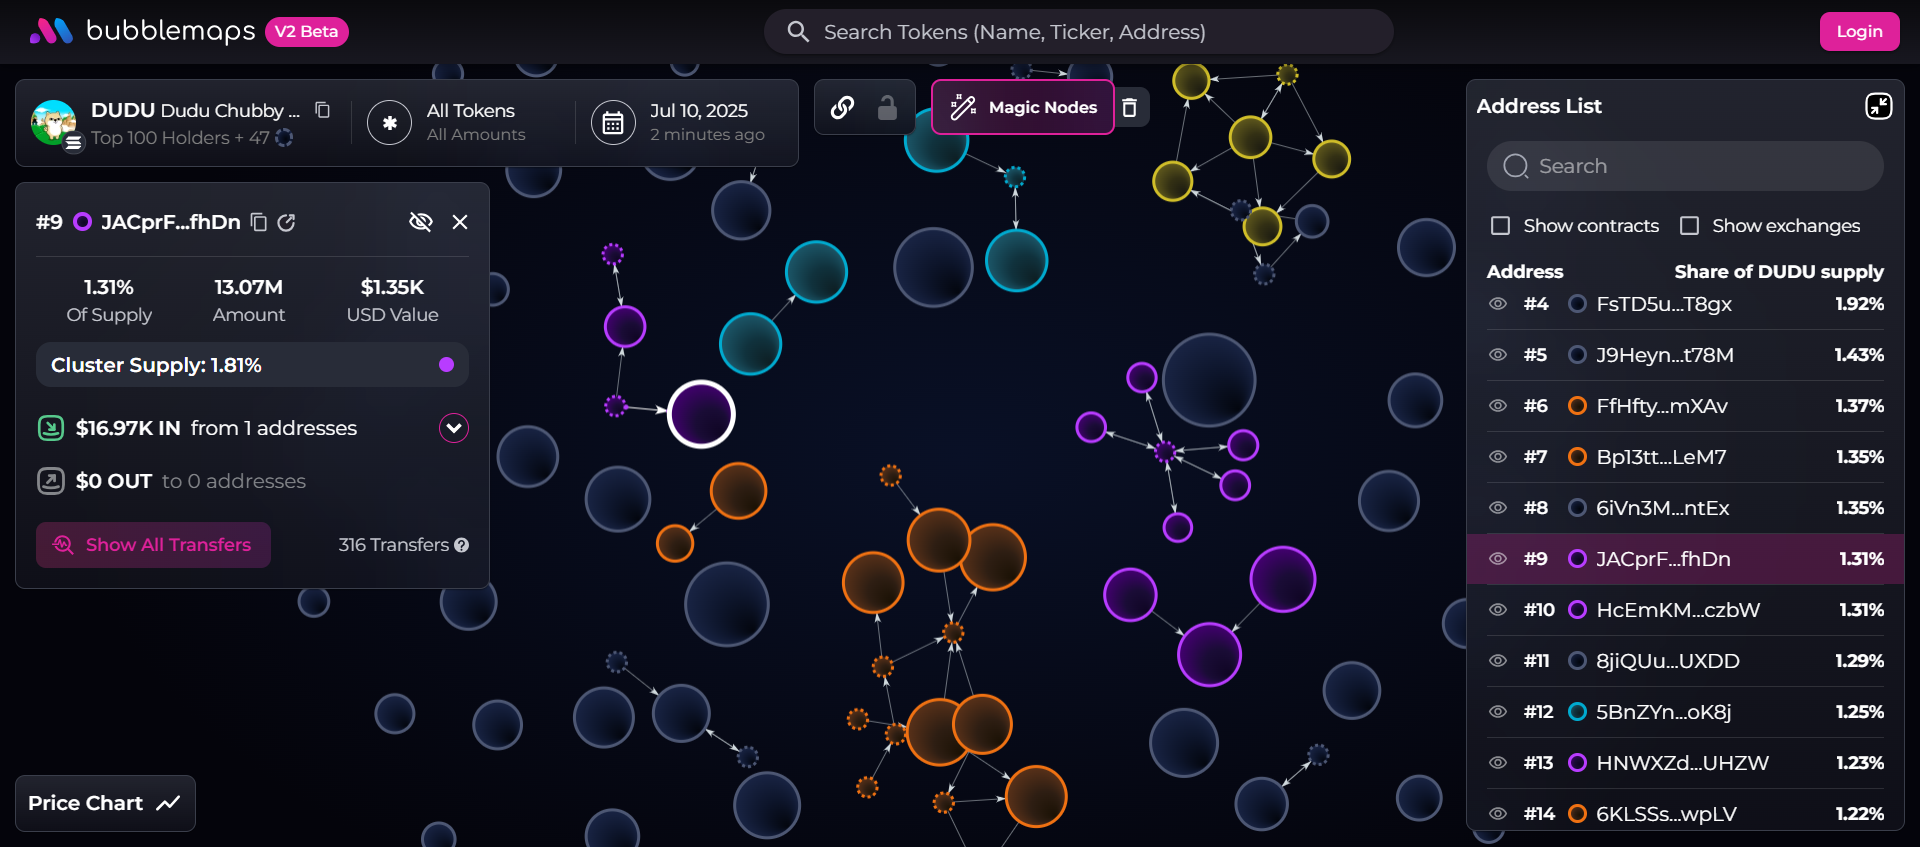 bubblemaps V2 Beta
Search Tokens (Name, Ticker, Address)
Login
DUDU Dudu Chubby ...
Top 100 Holders + 47
All Tokens
All Amounts
Jul 10, 2025
2 minutes ago
Magic Nodes
#9 JACprF...fhDn
1.31% 13.07M $1.35K
Of Supply Amount USD Value
Cluster Supply: 1.81%
$16.97K IN from 1 addresses
$0 OUT to 0 addresses
Show All Transfers 316 Transfers ?
Price Chart
Address List
Search
Show contracts Show exchanges
Address Share of DUDU supply
#4 FsTD5u...T8gx 1.92%
#5 J9Heyn...t78M 1.43%
#6 FfHfty...mXAv 1.37%
#7 Bp13tt...LeM7 1.35%
#8 6iVn3M...ntEx 1.35%
#9 JACprF...fhDn 1.31%
#10 HcEmKM...czbW 1.31%
#11 8jiQUu...UXDD 1.29%
#12 5BnZYn...oK8j 1.25%
#13 HNWXZd...UHZW 1.23%
#14 6KLSSs...wpLV 1.22%